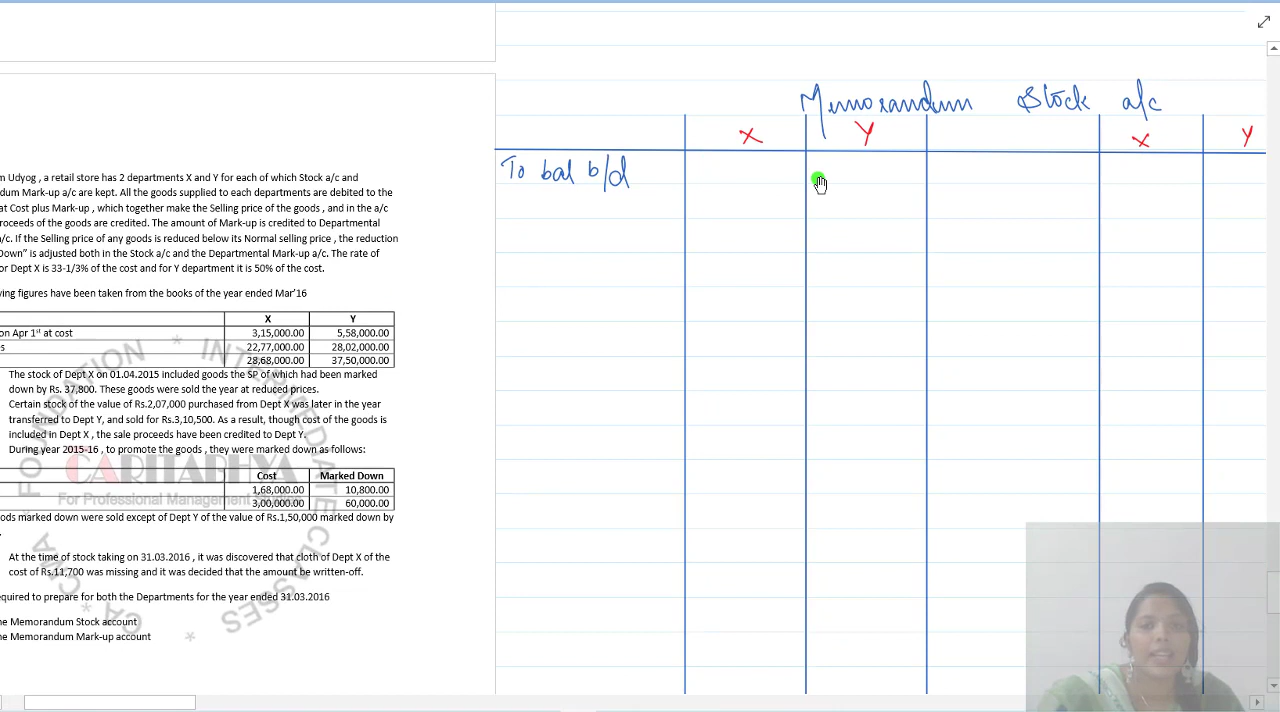 m Udyog , a retail store has 2 departments X and Y for each of which Stock a/c and
dum Mark-up a/c are kept. All the goods supplied to each departments are debited to the
at Cost plus Mark-up , which together make the Selling price of the goods , and in the a/c
roceeds of the goods are credited. The amount of Mark-up is credited to Departmental
/c. If the Selling price of any goods is reduced below its Normal selling price , the reduction
Down" is adjusted both in the Stock a/c and the Departmental Mark-up a/c. The rate of
or Dept X is 33-1/3% of the cost and for Y department it is 50% of the cost.
ving figures have been taken from the books of the year ended Mar'16
X Y
on Apr 1st at cost 3,15,000.00 5,58,000.00
s 22,77,000.00 28,02,000.00
28,68,000.00 37,50,000.00
The stock of Dept X on 01.04.2015 included goods the SP of which had been marked
down by Rs. 37,800. These goods were sold the year at reduced prices.
Certain stock of the value of Rs.2,07,000 purchased from Dept X was later in the year
transferred to Dept Y, and sold for Rs.3,10,500. As a result, though cost of the goods is
included in Dept X , the sale proceeds have been credited to Dept Y.
During year 2015-16 , to promote the goods , they were marked down as follows:
Cost Marked Down
1,68,000.00 10,800.00
3,00,000.00 60,000.00
ods marked down were sold except of Dept Y of the value of Rs.1,50,000 marked down by
.
At the time of stock taking on 31.03.2016 , it was discovered that cloth of Dept X of the
cost of Rs.11,700 was missing and it was decided that the amount be written-off.
equired to prepare for both the Departments for the year ended 31.03.2016
he Memorandum Stock account
he Memorandum Mark-up account
CARITABHYA
For Professional Management
CA * CMA * FOUNDATION * INTERMEDIATE CLASSES *
Memorandum Stock a/c
X Y X Y
To bal b/d